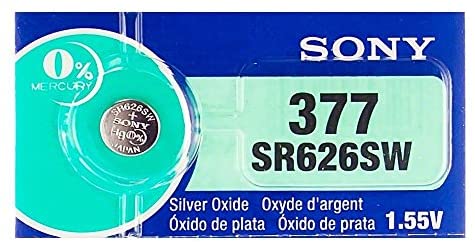 SONY
0%
MERCURY
377
SR626SW
SR626SW
+
SONY
JAPAN
Silver Oxide Oxyde d'argent
Óxido de plata Óxido de prata 1.55V